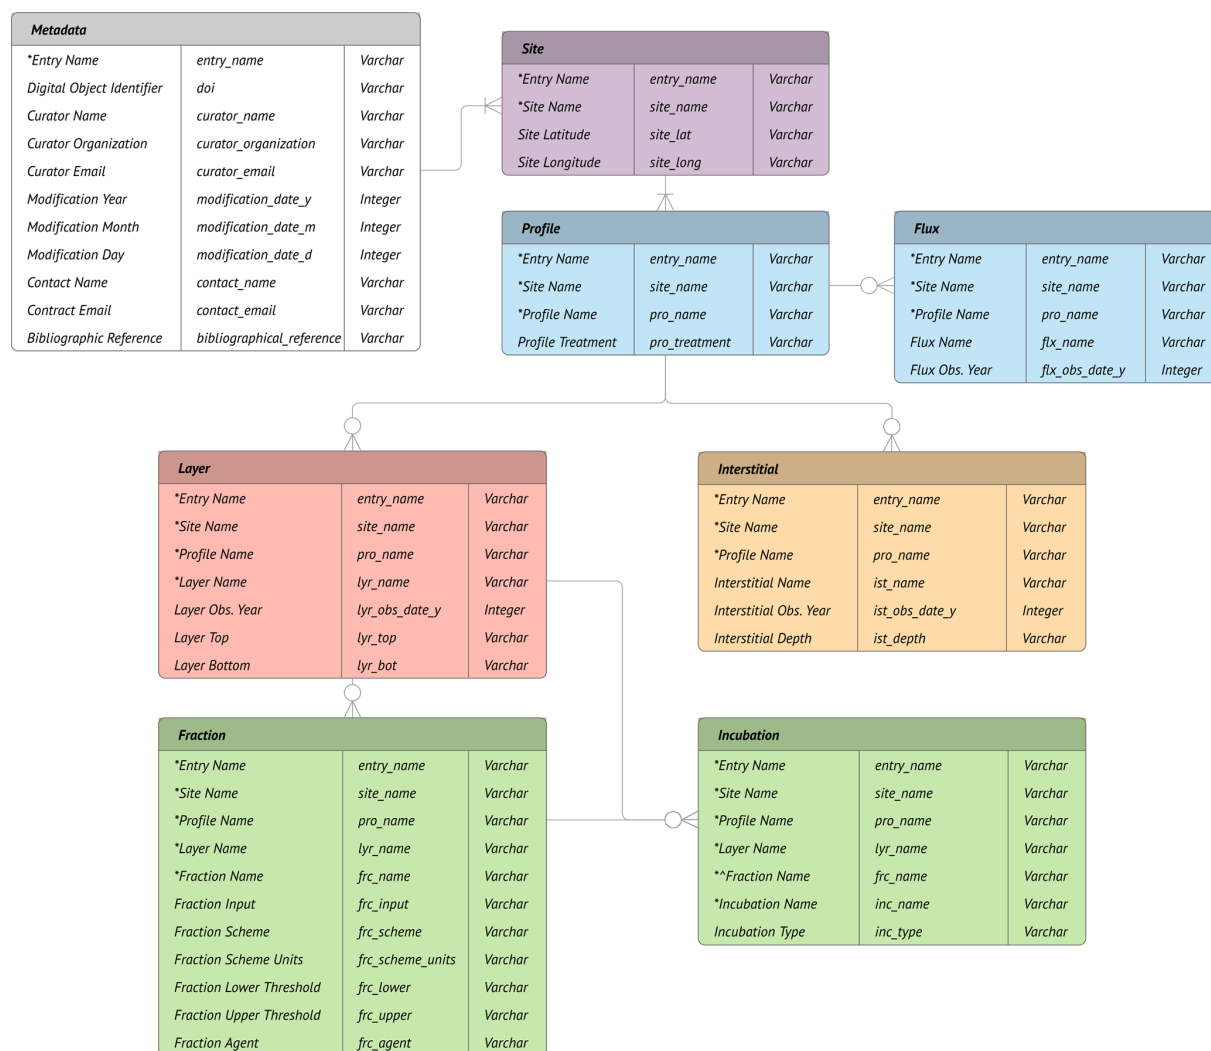 Metadata
*Entry Name entry_name Varchar
Digital Object Identifier doi Varchar
Curator Name curator_name Varchar
Curator Organization curator_organization Varchar
Curator Email curator_email Varchar
Modification Year modification_date_y Integer
Modification Month modification_date_m Integer
Modification Day modification_date_d Integer
Contact Name contact_name Varchar
Contract Email contact_email Varchar
Bibliographic Reference bibliographical_reference Varchar
Site
*Entry Name entry_name Varchar
*Site Name site_name Varchar
Site Latitude site_lat Varchar
Site Longitude site_long Varchar
Profile
*Entry Name entry_name Varchar
*Site Name site_name Varchar
*Profile Name pro_name Varchar
Profile Treatment pro_treatment Varchar
Flux
*Entry Name entry_name Varchar
*Site Name site_name Varchar
*Profile Name pro_name Varchar
Flux Name flx_name Varchar
Flux Obs. Year flx_obs_date_y Integer
Layer
*Entry Name entry_name Varchar
*Site Name site_name Varchar
*Profile Name pro_name Varchar
*Layer Name lyr_name Varchar
Layer Obs. Year lyr_obs_date_y Integer
Layer Top lyr_top Varchar
Layer Bottom lyr_bot Varchar
Interstitial
*Entry Name entry_name Varchar
*Site Name site_name Varchar
*Profile Name pro_name Varchar
Interstitial Name ist_name Varchar
Interstitial Obs. Year ist_obs_date_y Integer
Interstitial Depth ist_depth Varchar
Fraction
*Entry Name entry_name Varchar
*Site Name site_name Varchar
*Profile Name pro_name Varchar
*Layer Name lyr_name Varchar
*Fraction Name frc_name Varchar
Fraction Input frc_input Varchar
Fraction Scheme frc_scheme Varchar
Fraction Scheme Units frc_scheme_units Varchar
Fraction Lower Threshold frc_lower Varchar
Fraction Upper Threshold frc_upper Varchar
Fraction Agent frc_agent Varchar
Incubation
*Entry Name entry_name Varchar
*Site Name site_name Varchar
*Profile Name pro_name Varchar
*Layer Name lyr_name Varchar
*^Fraction Name frc_name Varchar
*Incubation Name inc_name Varchar
Incubation Type inc_type Varchar